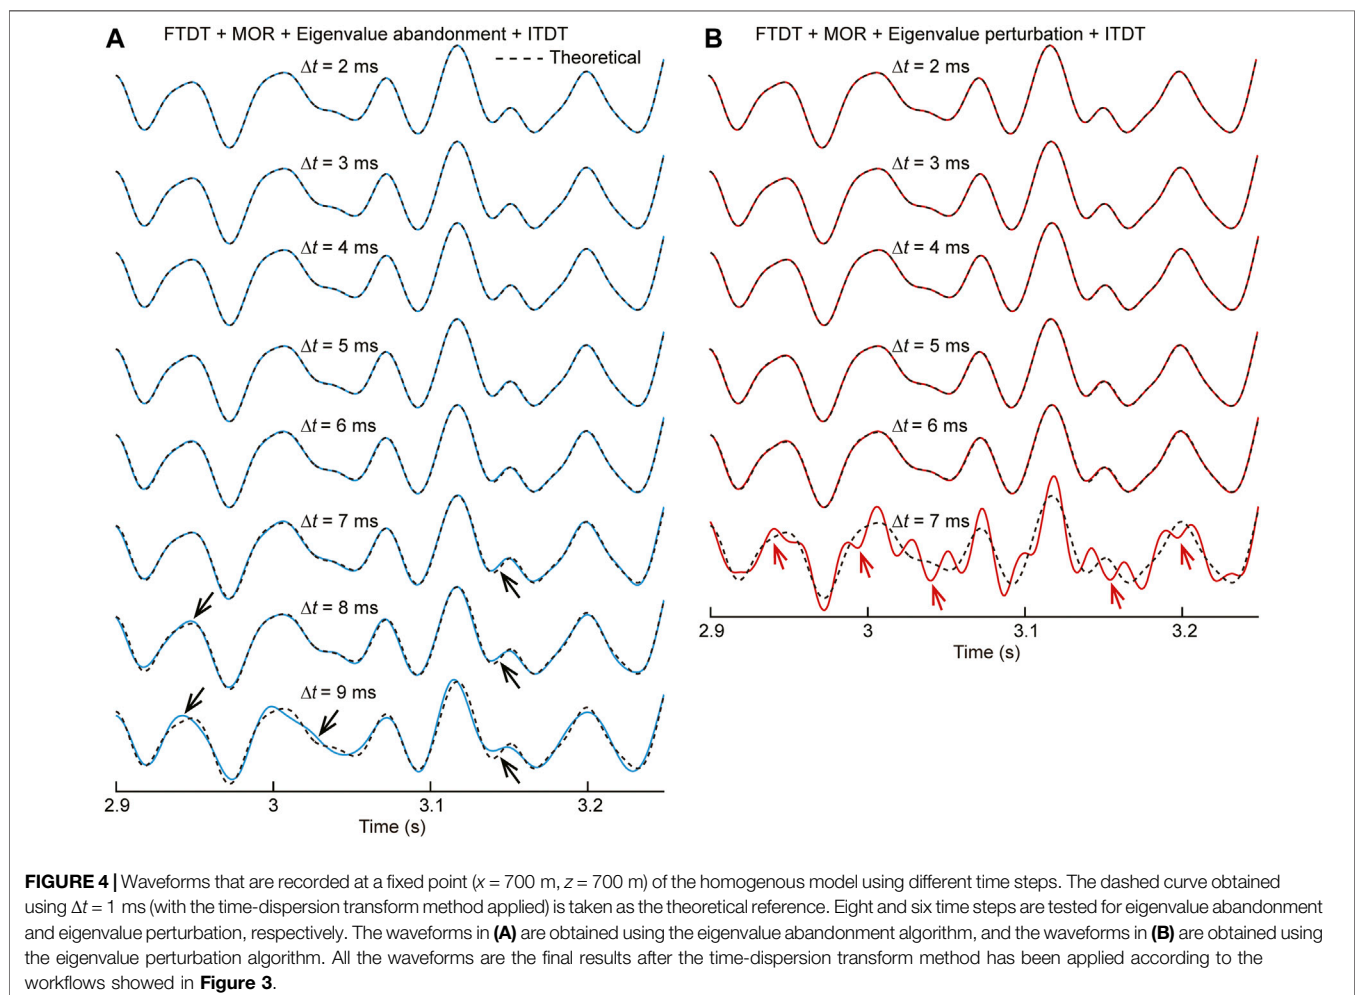 A
FTDT + MOR + Eigenvalue abandonment + ITDT
Theoretical
Δt = 2 ms
Δt = 3 ms
Δt = 4 ms
Δt = 5 ms
Δt = 6 ms
Δt = 7 ms
Δt = 8 ms
Δt = 9 ms
2.9 3 3.1 3.2
Time (s)
B
FTDT + MOR + Eigenvalue perturbation + ITDT
Δt = 2 ms
Δt = 3 ms
Δt = 4 ms
Δt = 5 ms
Δt = 6 ms
Δt = 7 ms
2.9 3 3.1 3.2
Time (s)
FIGURE 4 | Waveforms that are recorded at a fixed point (x = 700 m, z = 700 m) of the homogenous model using different time steps. The dashed curve obtained
using Δt = 1 ms (with the time-dispersion transform method applied) is taken as the theoretical reference. Eight and six time steps are tested for eigenvalue abandonment
and eigenvalue perturbation, respectively. The waveforms in (A) are obtained using the eigenvalue abandonment algorithm, and the waveforms in (B) are obtained using
the eigenvalue perturbation algorithm. All the waveforms are the final results after the time-dispersion transform method has been applied according to the
workflows showed in Figure 3.